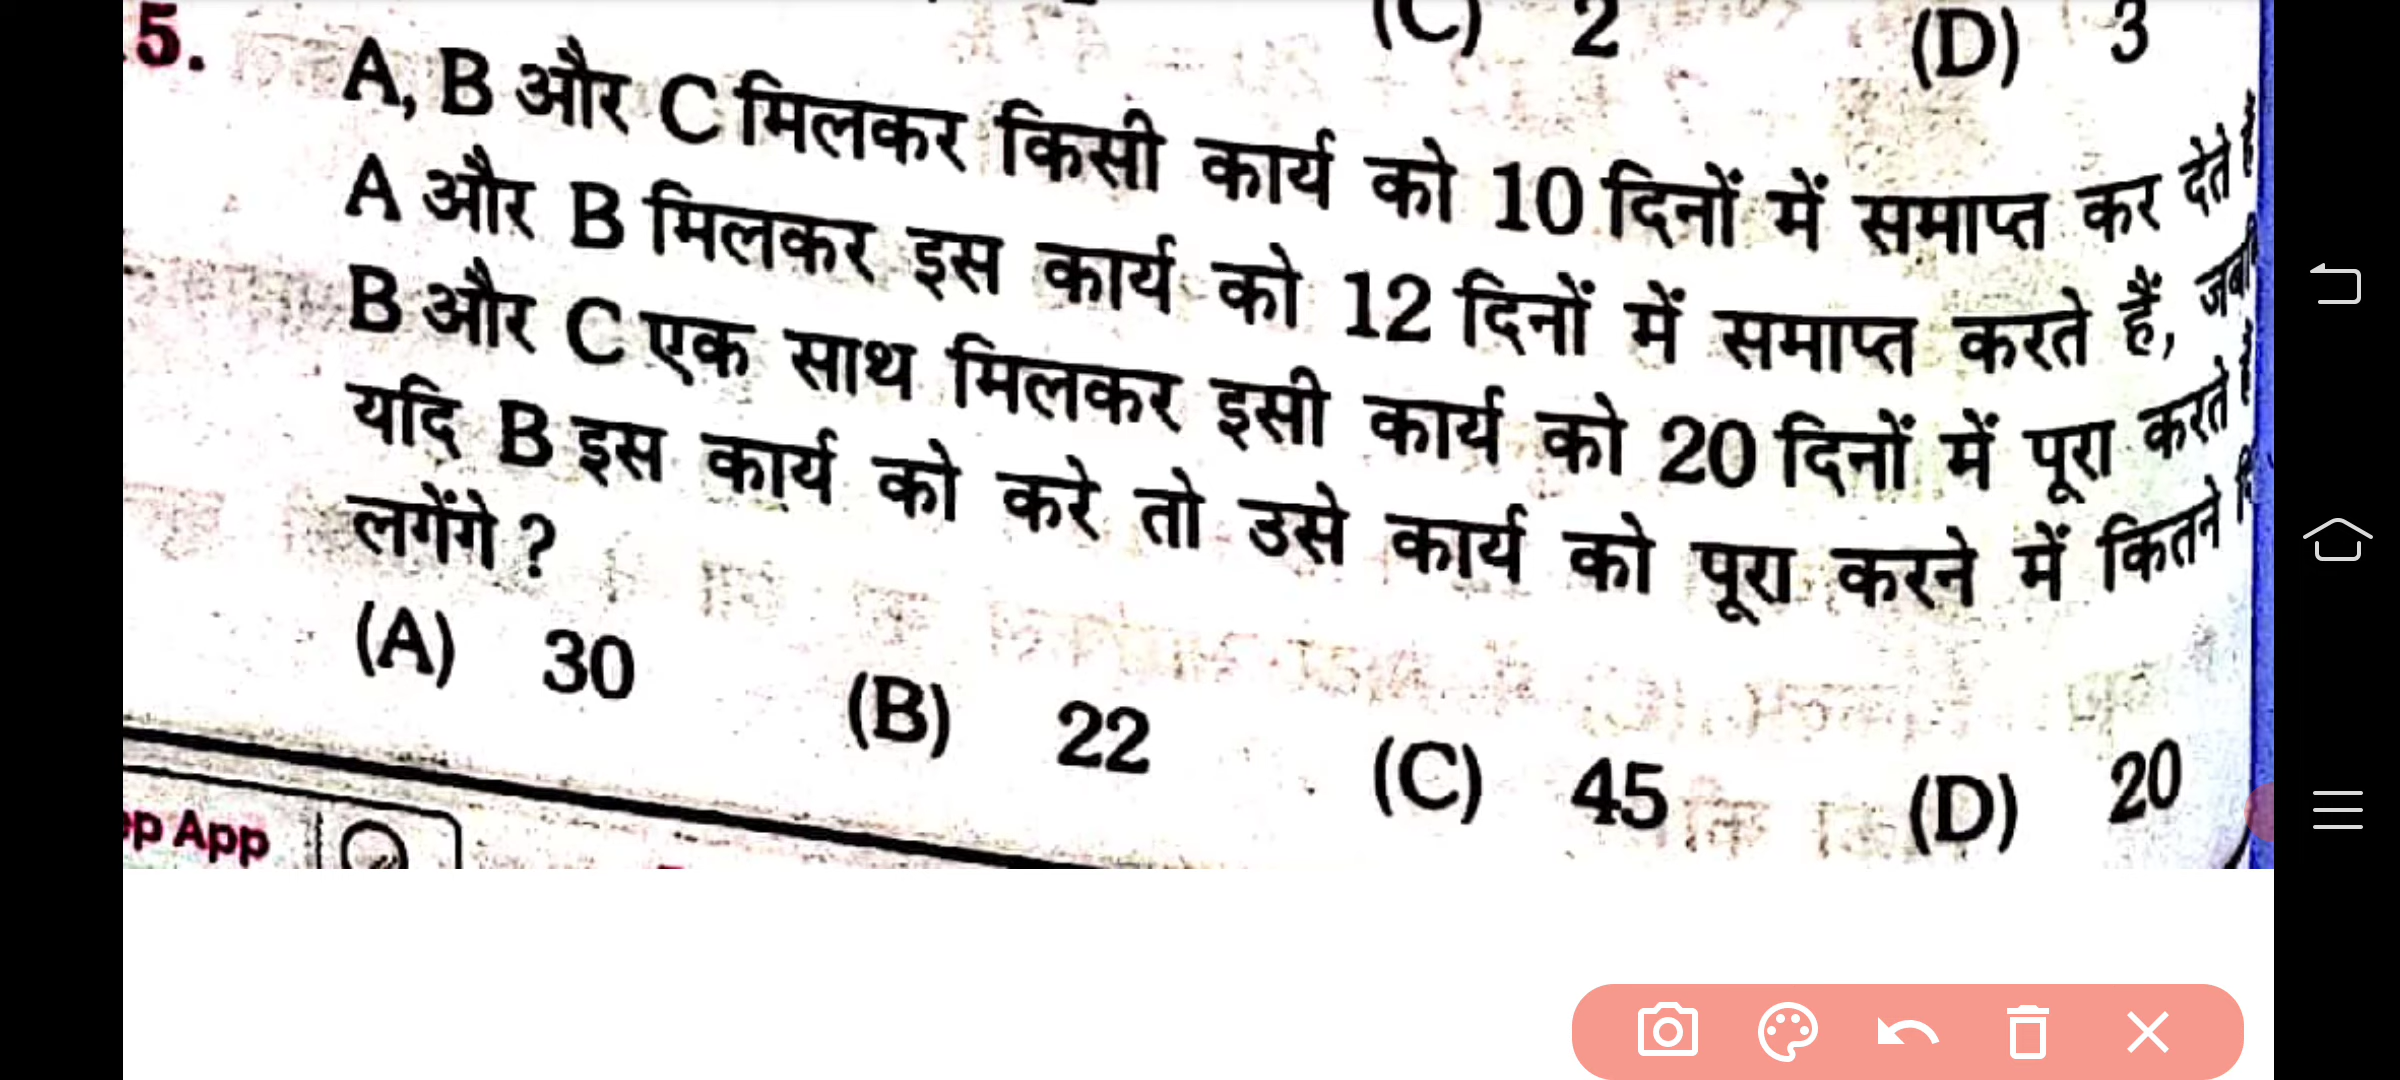 (C) 2 (D) 3
5. A, B और C मिलकर किसी कार्य को 10 दिनों में समाप्त कर देते हैं
A और B मिलकर इस कार्य को 12 दिनों में समाप्त करते हैं,
B और C एक साथ मिलकर इसी कार्य को 20 दिनों में पूरा करते
यदि B इस कार्य को करे तो उसे कार्य को पूरा करने में कितने
लगेंगे ?
(A) 30 (B) 22 (C) 45 (D) 20
App